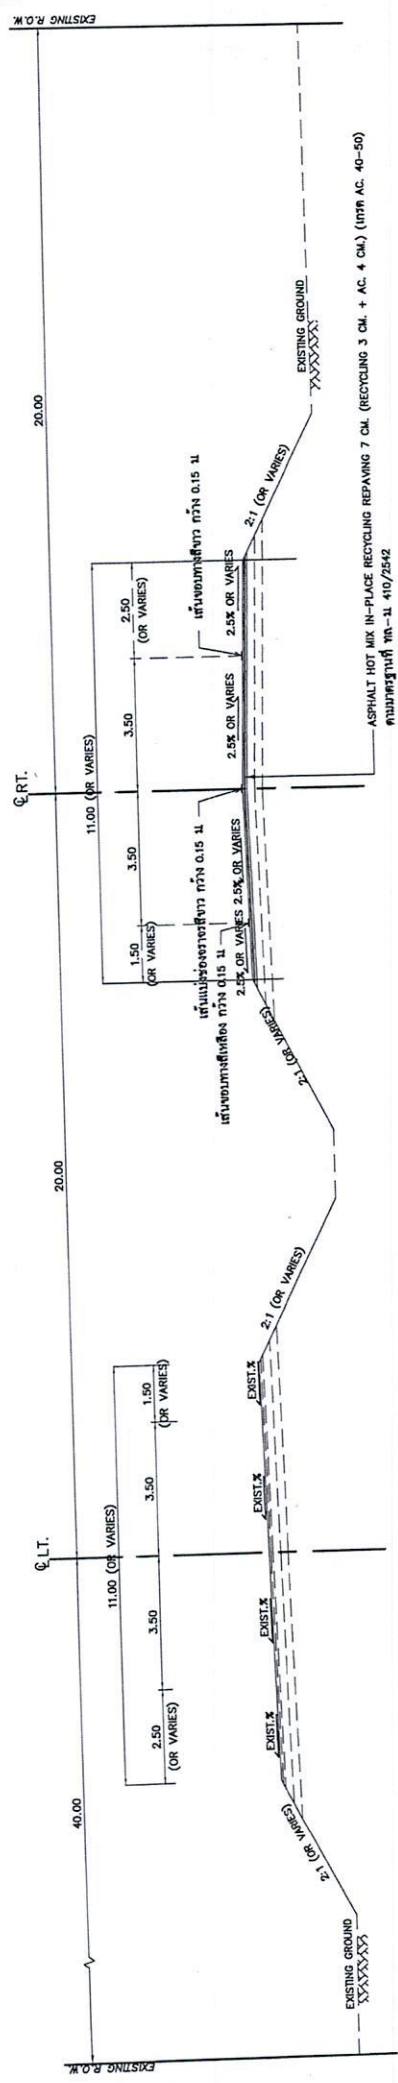 EXISTING R.O.W.
40.00
20.00
20.00
EXISTING R.O.W.
℄ LT.
℄ RT.
11.00 (OR VARIES)
2.50
(OR VARIES)
3.50
3.50
1.50
(OR VARIES)
11.00 (OR VARIES)
1.50
(OR VARIES)
3.50
3.50
2.50
(OR VARIES)
เส้นแบ่งช่องจราจรสีขาว กว้าง 0.15 ม
เส้นขอบทางสีเหลือง กว้าง 0.15 ม
เส้นขอบทางสีขาว กว้าง 0.15 ม
EXIST.%
EXIST.%
EXIST.%
EXIST.%
2.5% OR VARIES
2.5% OR VARIES
2.5% OR VARIES
2.5% OR VARIES
2:1 (OR VARIES)
2:1 (OR VARIES)
2:1 (OR VARIES)
2:1 (OR VARIES)
EXISTING GROUND
EXISTING GROUND
ASPHALT HOT MIX IN-PLACE RECYCLING REPAVING 7 CM. (RECYCLING 3 CM. + AC. 4 CM.) (เกรด AC. 40-50)
ตามมาตรฐานที่ ทล-ม 410/2542